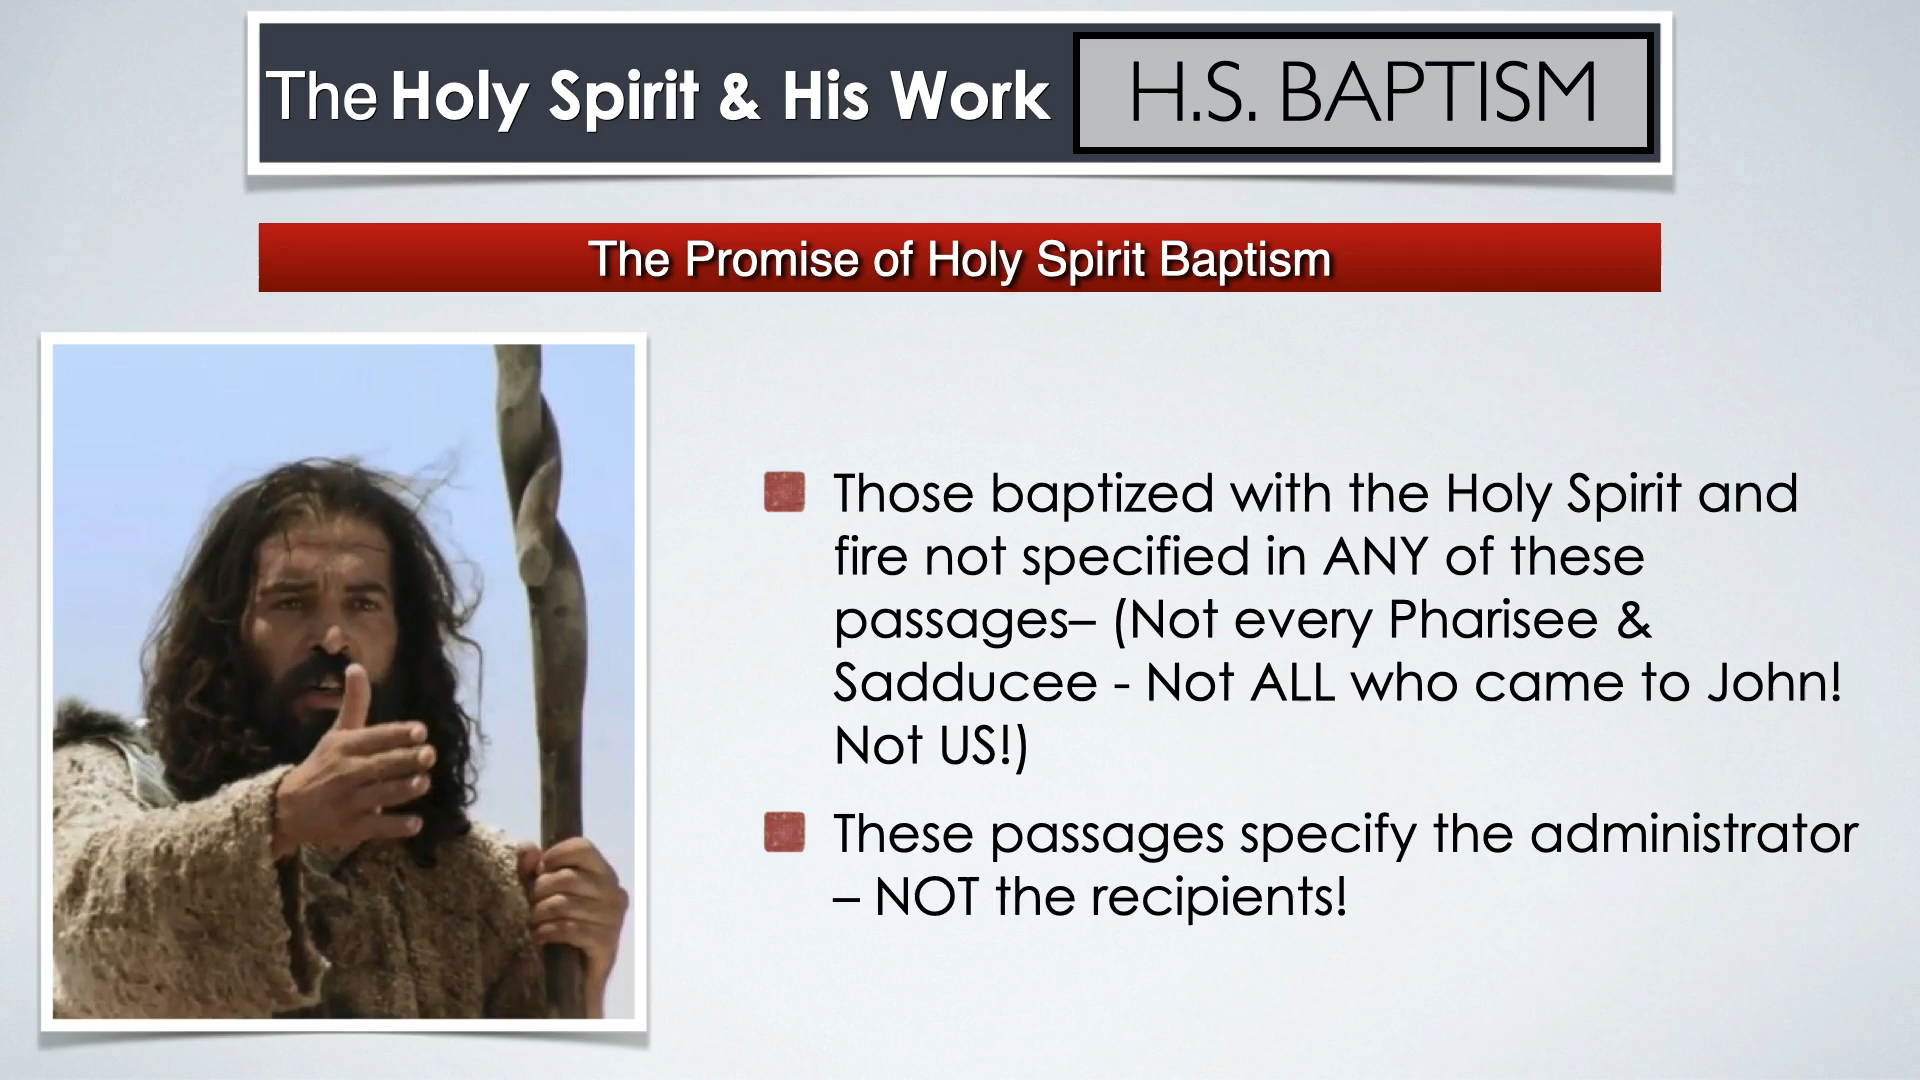 The Holy Spirit & His Work H.S. BAPTISM
The Promise of Holy Spirit Baptism
Those baptized with the Holy Spirit and
fire not specified in ANY of these
passages– (Not every Pharisee &
Sadducee - Not ALL who came to John!
Not US!)
These passages specify the administrator
– NOT the recipients!